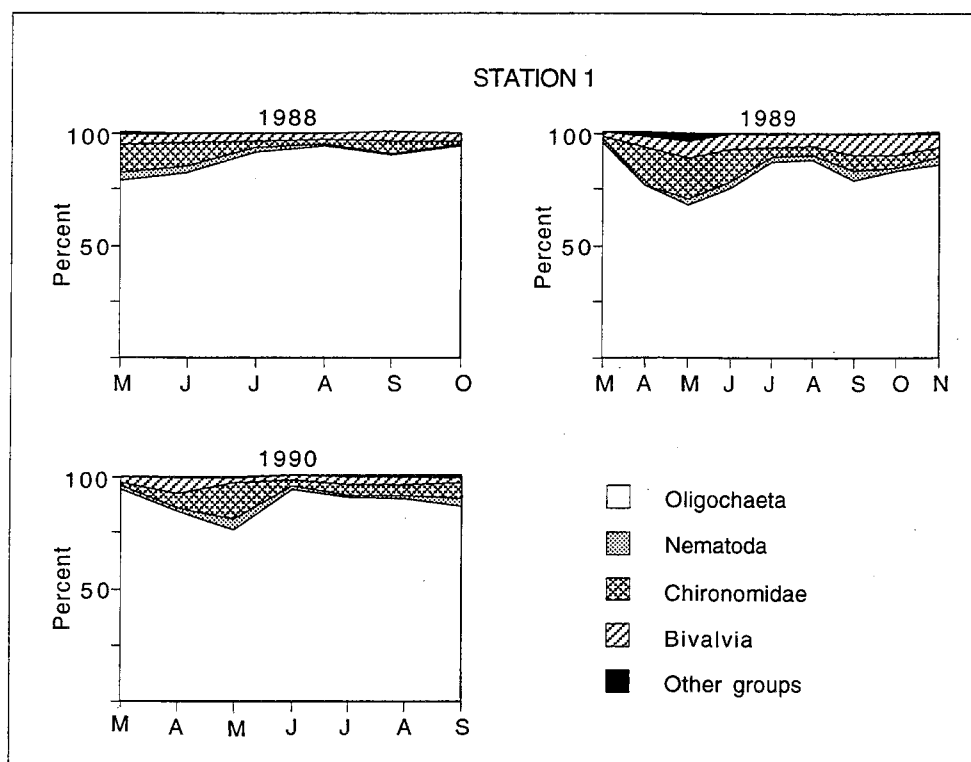 STATION 1
1988
100
50
Percent
M J J A S O
1989
100
50
Percent
M A M J J A S O N
1990
100
50
Percent
M A M J J A S
Oligochaeta
Nematoda
Chironomidae
Bivalvia
Other groups